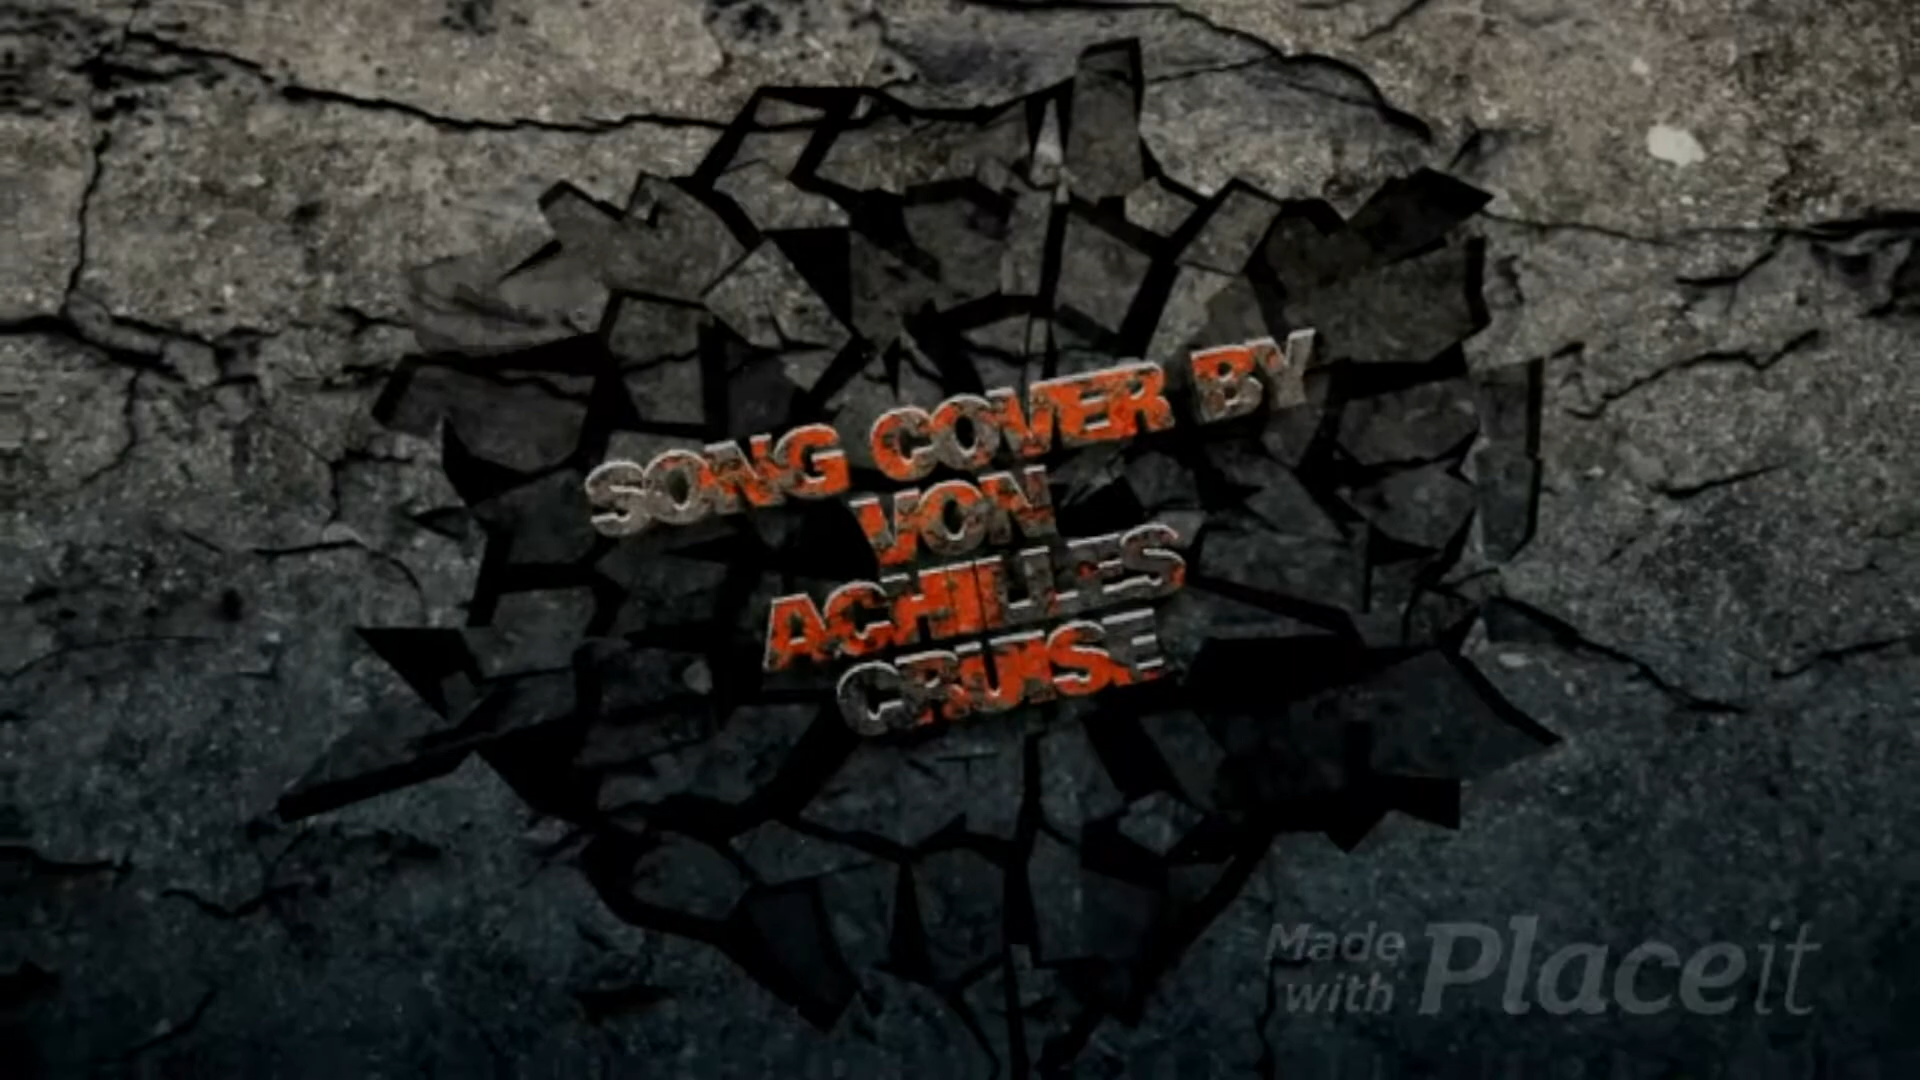 SONG COVER BY
VON
ACHILLES
CRUISE
Made
with Placeit